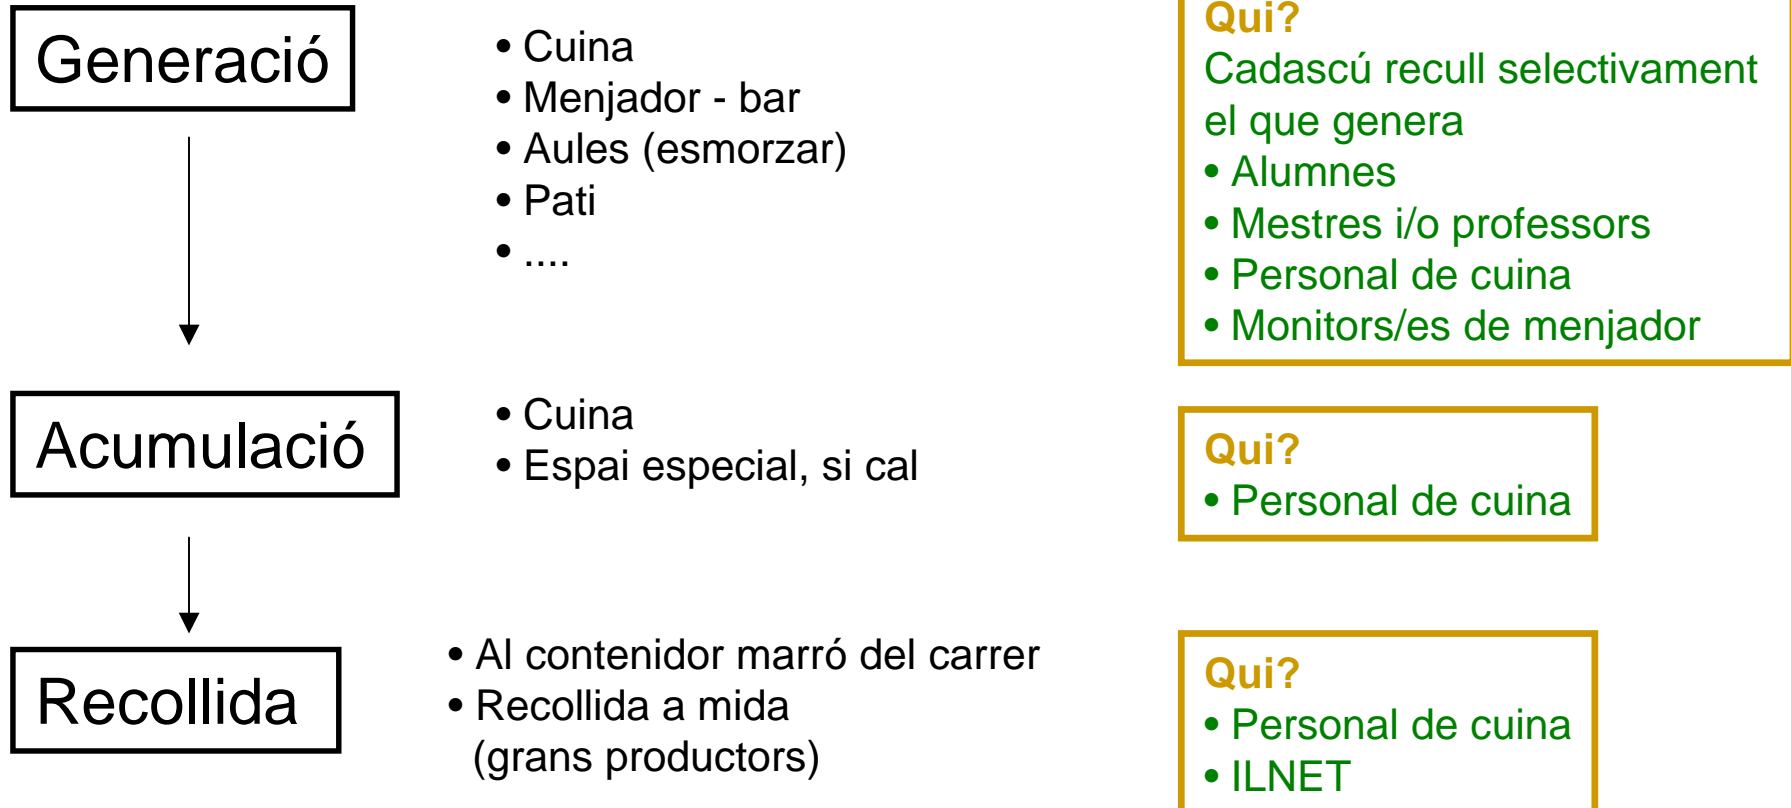 Generació
• Cuina
• Menjador - bar
• Aules (esmorzar)
• Pati
• ....
Qui?
Cadascú recull selectivament
el que genera
• Alumnes
• Mestres i/o professors
• Personal de cuina
• Monitors/es de menjador
Acumulació
• Cuina
• Espai especial, si cal
Qui?
• Personal de cuina
Recollida
• Al contenidor marró del carrer
• Recollida a mida
(grans productors)
Qui?
• Personal de cuina
• ILNET